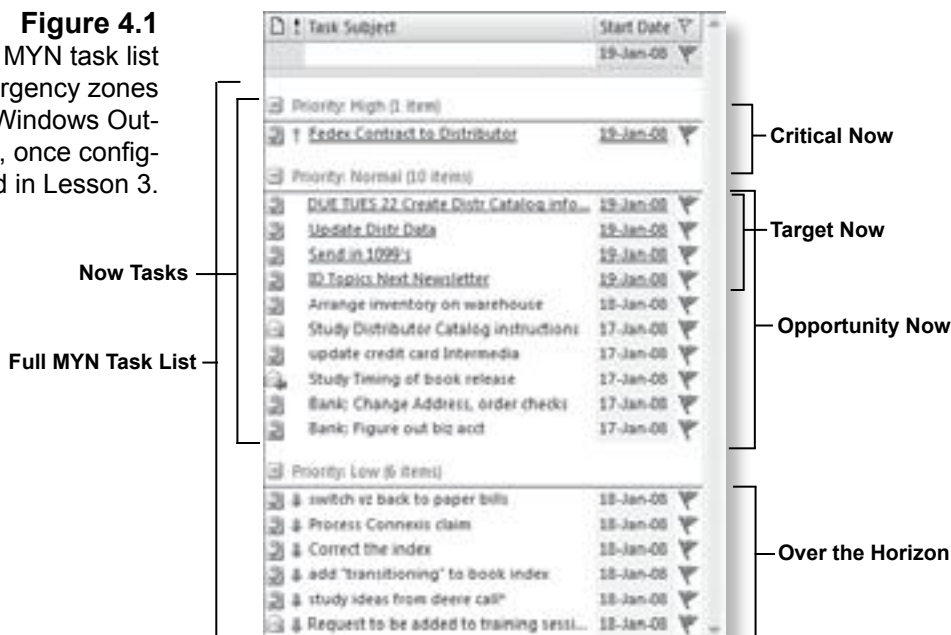 Figure 4.1
MYN task list
rgency zones
Windows Out-
, once config-
d in Lesson 3.
Task Subject Start Date
19-Jan-08
Priority: High (1 item)
Fedex Contract to Distributor 19-Jan-08
Priority: Normal (10 items)
DUE TUES 22 Create Distr Catalog info... 19-Jan-08
Update Distr Data 19-Jan-08
Send in 1099's 19-Jan-08
ID Topics Next Newsletter 19-Jan-08
Arrange inventory on warehouse 18-Jan-08
Study Distributor Catalog instructions 17-Jan-08
update credit card Intermedia 17-Jan-08
Study Timing of book release 17-Jan-08
Bank: Change Address, order checks 17-Jan-08
Bank: Figure out biz acct 17-Jan-08
Priority: Low (6 items)
switch vz back to paper bills 18-Jan-08
Process Connexis claim 18-Jan-08
Correct the index 18-Jan-08
add "transitioning" to book index 18-Jan-08
study ideas from deere call* 18-Jan-08
Request to be added to training sessi... 18-Jan-08
Now Tasks
Full MYN Task List
Critical Now
Target Now
Opportunity Now
Over the Horizon